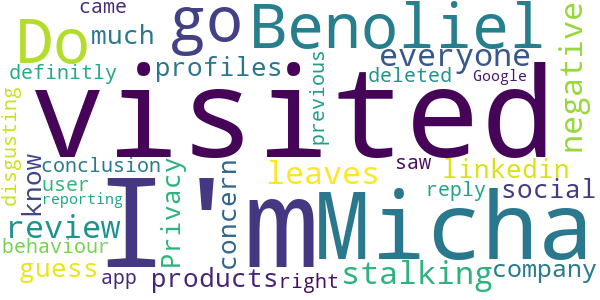 came
Do
much
go
Benoliel
negative
definitly
profiles
previous
everyone
deleted
Google
visited
disgusting
know
conclusion
user
reporting
Privacy
concern
leaves
saw
linkedin
I'm
Micha
reply
social
review
behaviour
guess
app
products
right
stalking
company